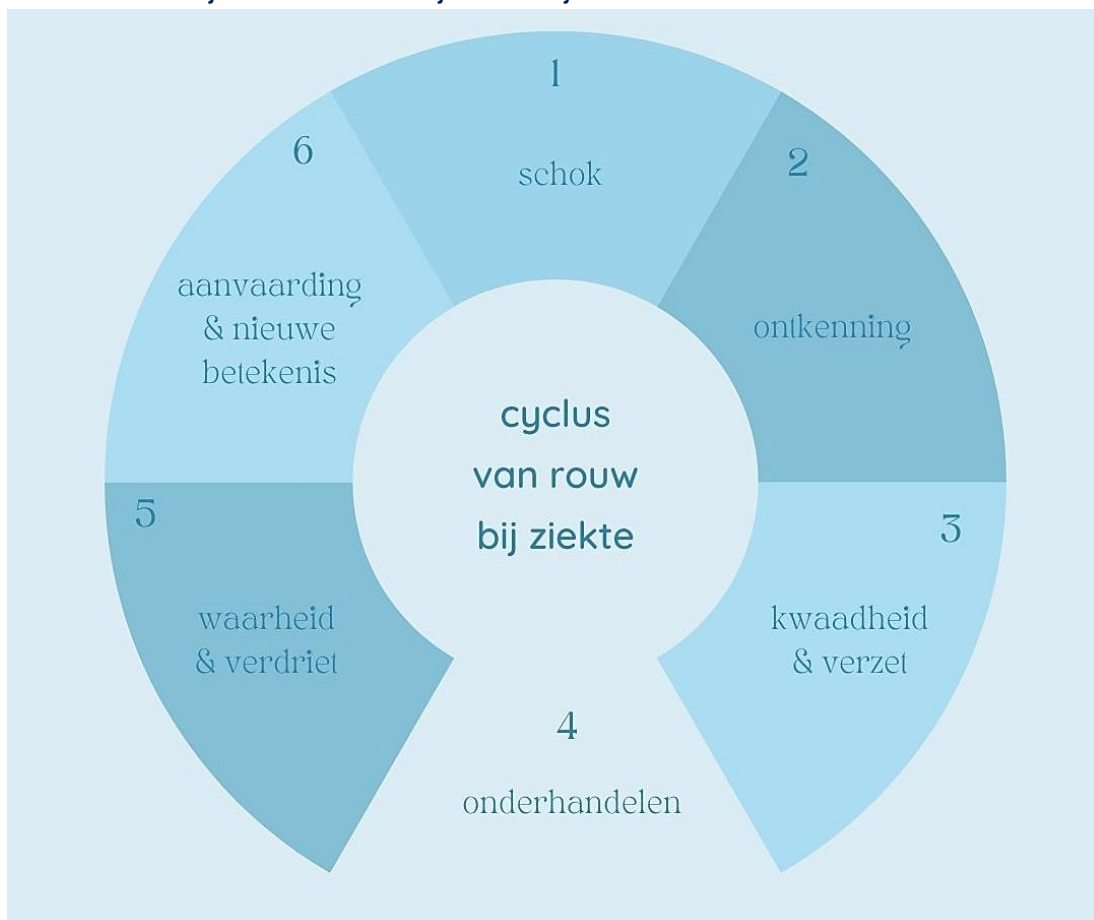 1
schok
2
ontkenning
3
kwaadheid
& verzet
4
onderhandelen
5
waarheid
& verdriet
6
aanvaarding
& nieuwe
betekenis
cyclus
van rouw
bij ziekte